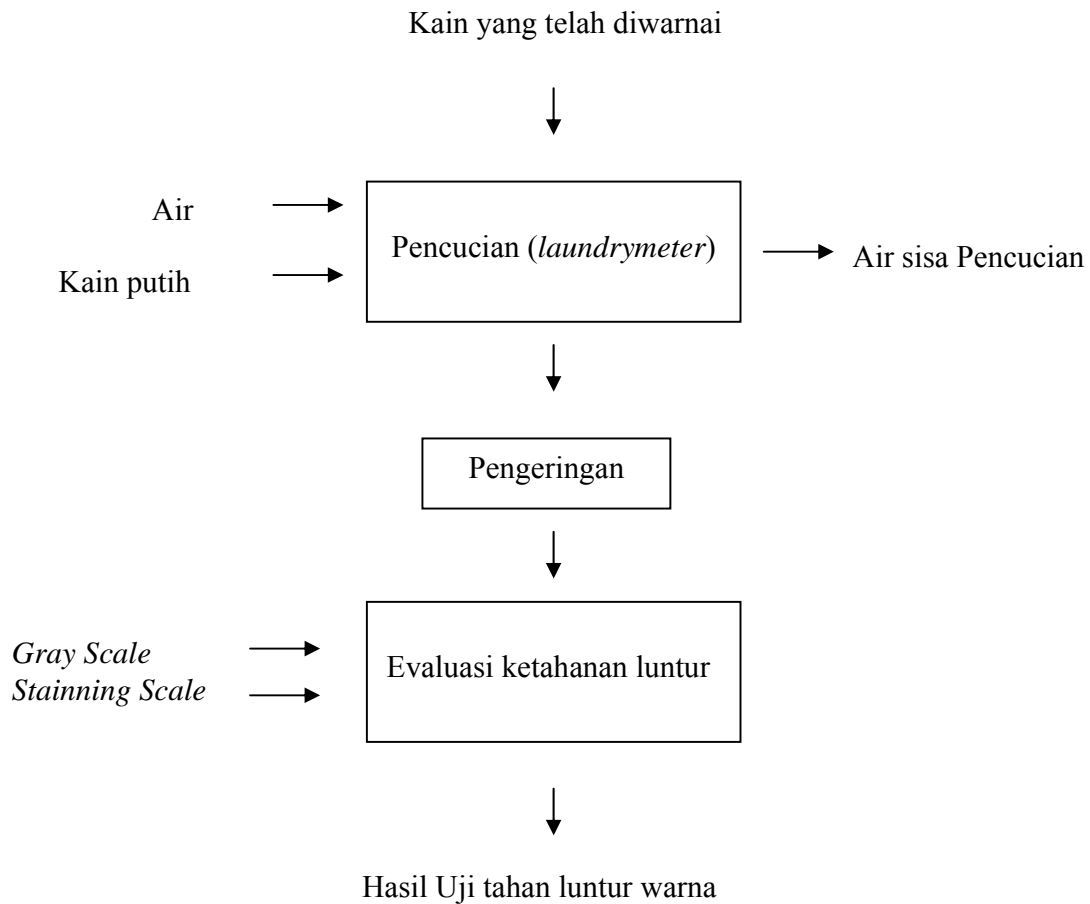 Kain yang telah diwarnai
Air
Kain putih
Pencucian (laundrymeter)
Air sisa Pencucian
Pengeringan
Gray Scale
Stainning Scale
Evaluasi ketahanan luntur
Hasil Uji tahan luntur warna